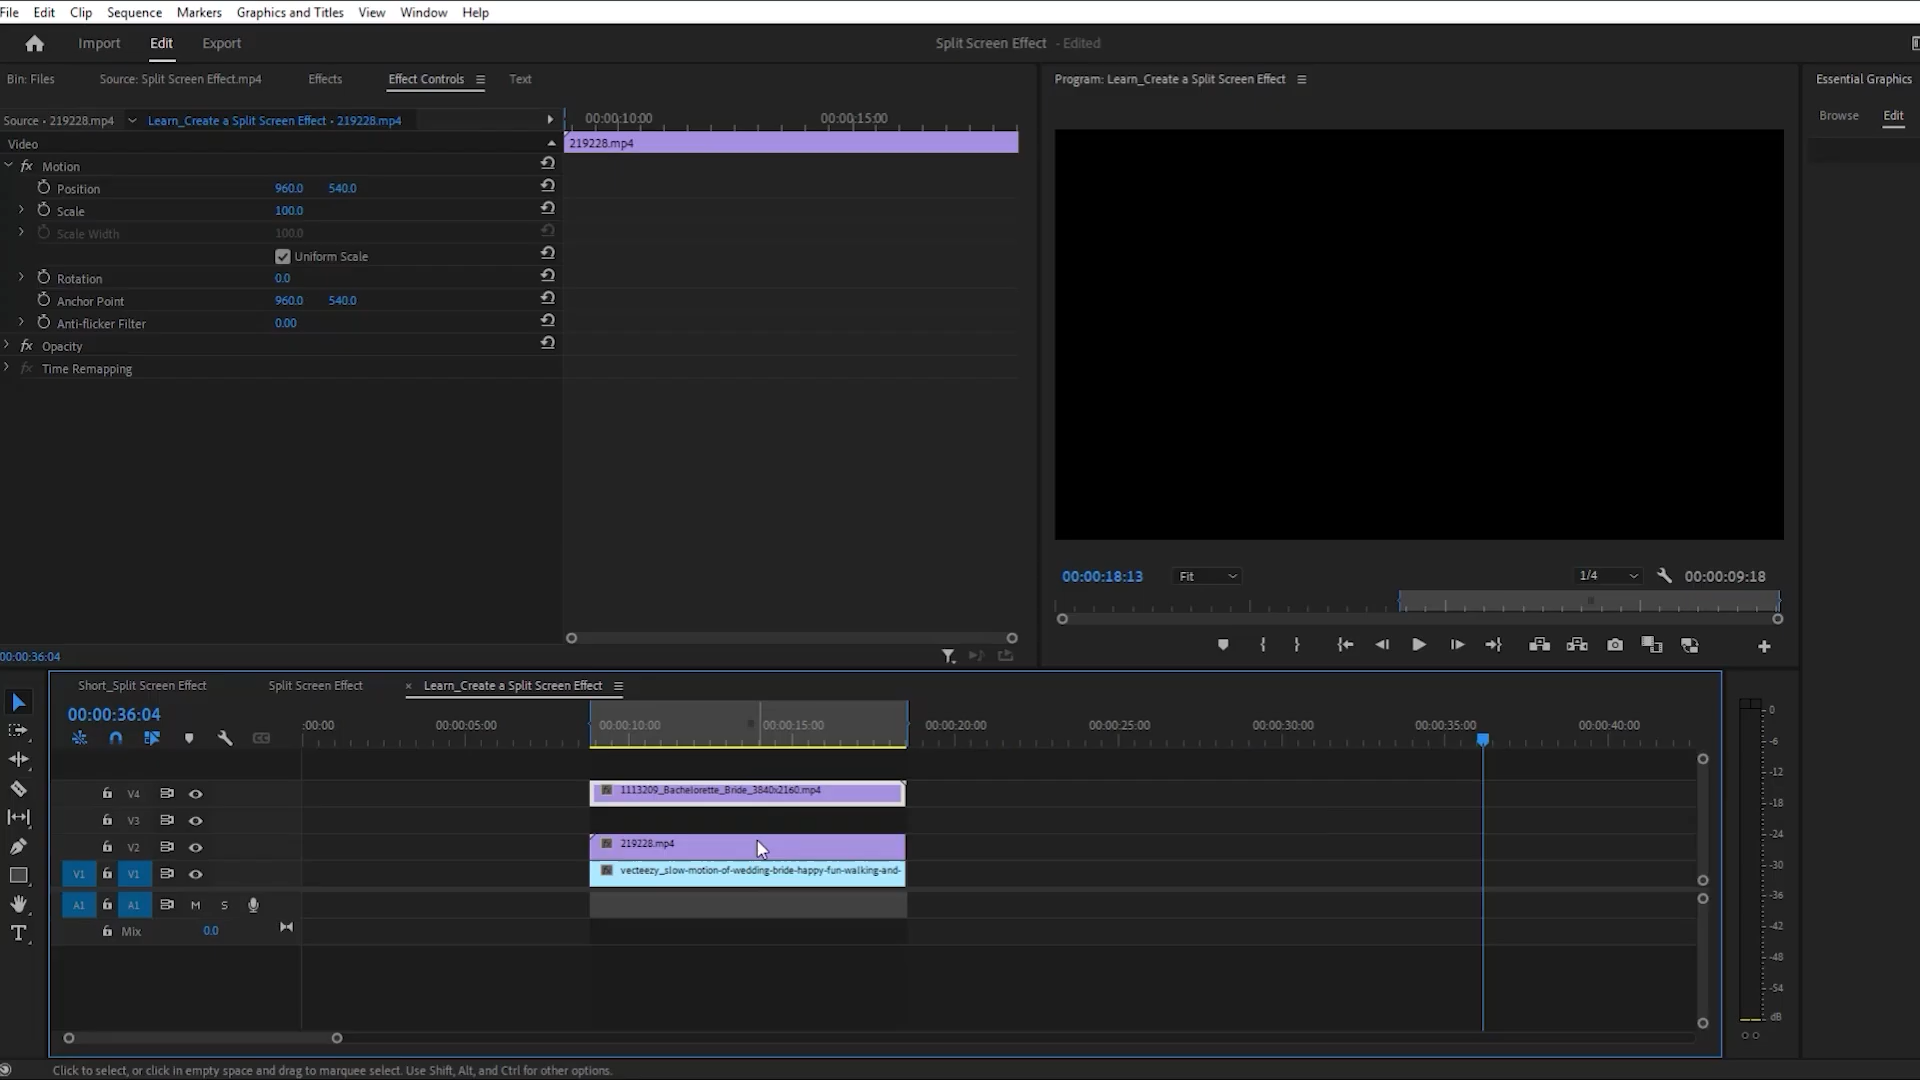 File Edit Clip Sequence Markers Graphics and Titles View Window Help
Import Edit Export
Split Screen Effect - Edited
Bin: Files Source: Split Screen Effect.mp4 Effects Effect Controls Text
Program: Learn_Create a Split Screen Effect
Essential Graphics
Browse Edit
Source • 219228.mp4 Learn_Create a Split Screen Effect • 219228.mp4
00:00:10:00 00:00:15:00
Video
219228.mp4
fx Motion
Position 960.0 540.0
Scale 100.0
Scale Width 100.0
Uniform Scale
Rotation 0.0
Anchor Point 960.0 540.0
Anti-flicker Filter 0.00
fx Opacity
fx Time Remapping
00:00:18:13 Fit 1/4 00:00:09:18
00:00:36:04
Short_Split Screen Effect Split Screen Effect × Learn_Create a Split Screen Effect
00:00:36:04
:00:00 00:00:05:00 00:00:10:00 00:00:15:00 00:00:20:00 00:00:25:00 00:00:30:00 00:00:35:00 00:00:40:00
CC
V4 1113209_Bachelorette_Bride_3840x2160.mp4
V3
V2 219228.mp4
V1 V1 vecteezy_slow-motion-of-wedding-bride-happy-fun-walking-and-
A1 A1 M S
Mix 0.0
T
0
-6
-12
-18
-24
-30
-36
-42
-48
-54
dB
Click to select, or click in empty space and drag to marquee select. Use Shift, Alt, and Ctrl for other options.